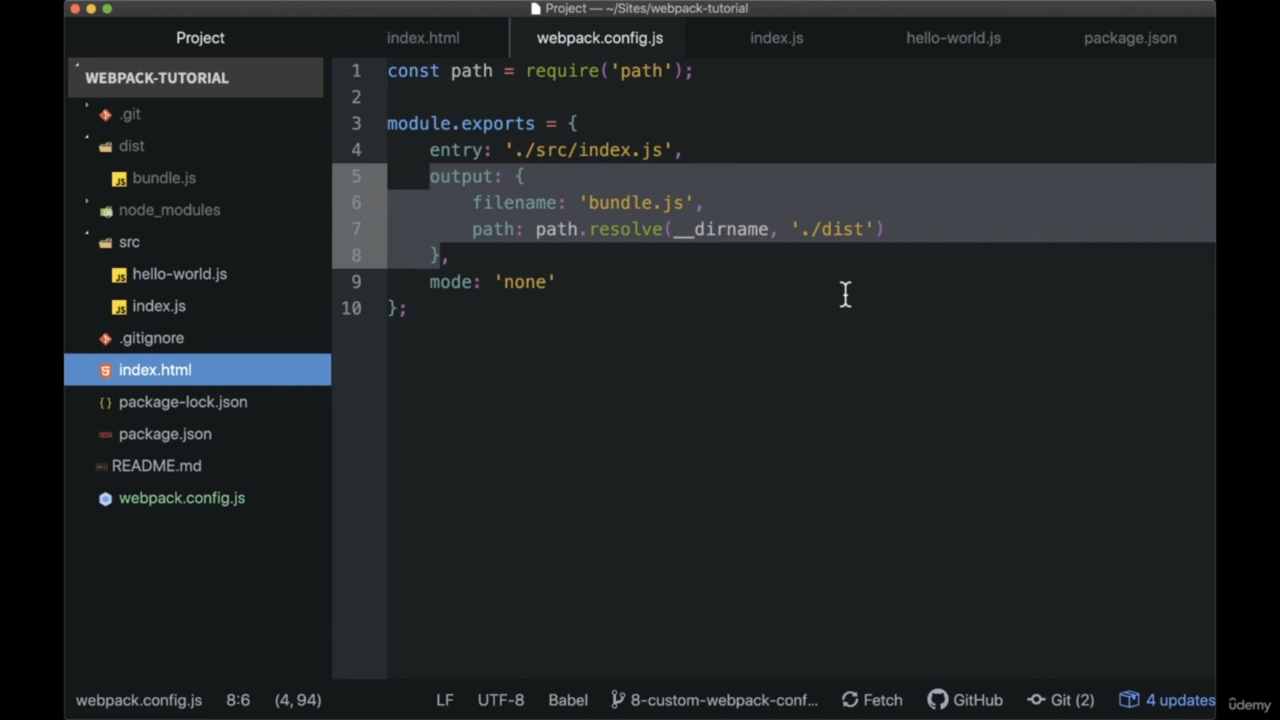 Project — ~/Sites/webpack-tutorial
Project
index.html
webpack.config.js
index.js
hello-world.js
package.json
WEBPACK-TUTORIAL
.git
dist
bundle.js
node_modules
src
hello-world.js
index.js
.gitignore
index.html
package-lock.json
package.json
README.md
webpack.config.js
1 const path = require('path');
2
3 module.exports = {
4 entry: './src/index.js',
5 output: {
6 filename: 'bundle.js',
7 path: path.resolve(__dirname, './dist')
8 },
9 mode: 'none'
10 };
webpack.config.js 8:6 (4, 94) LF UTF-8 Babel 8-custom-webpack-conf... Fetch GitHub Git (2) 4 updates
ûdemy